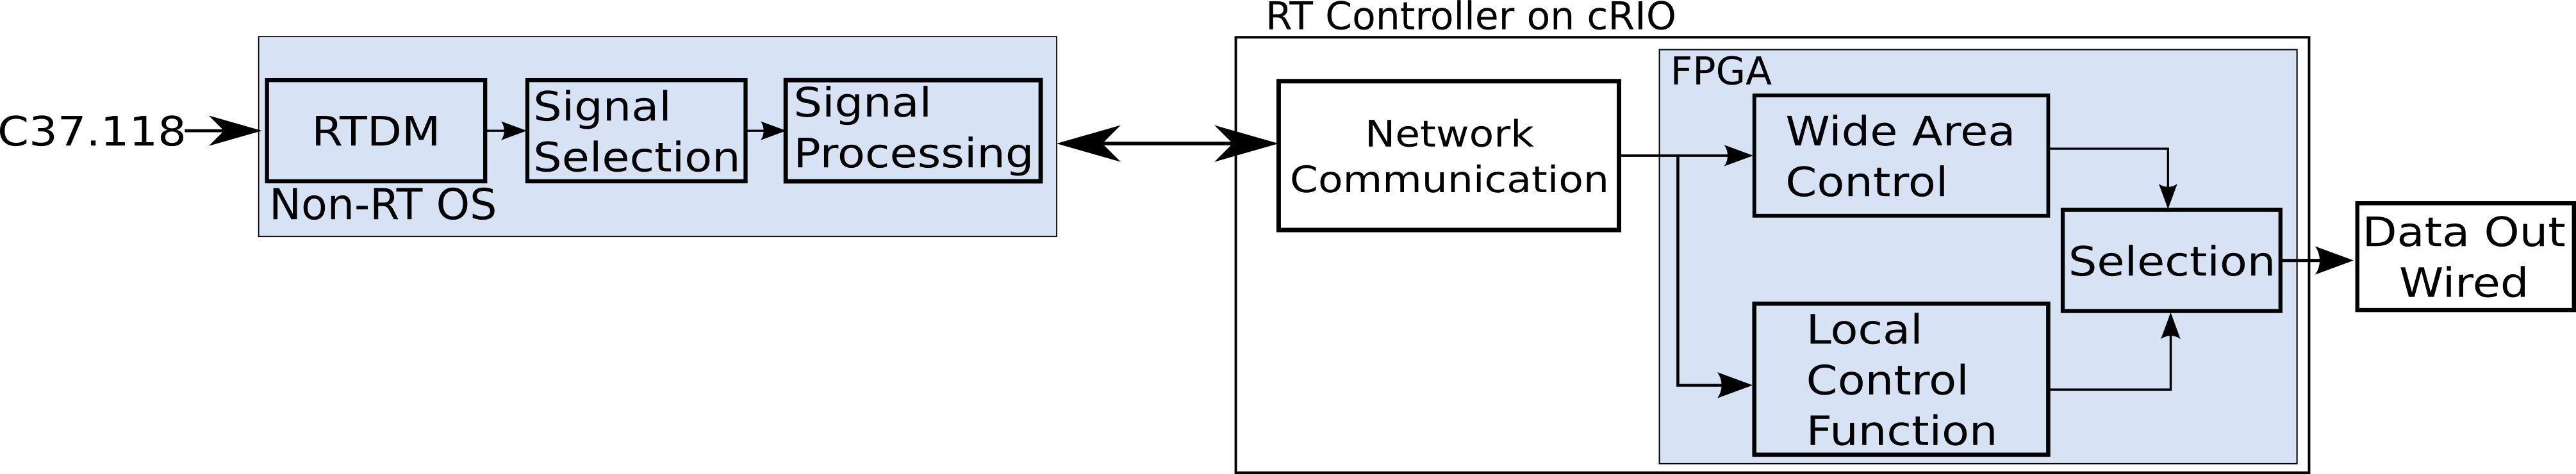 C37.118
RTDM
Signal
Selection
Signal
Processing
Non-RT OS
RT Controller on cRIO
Network
Communication
FPGA
Wide Area
Control
Local
Control
Function
Selection
Data Out
Wired